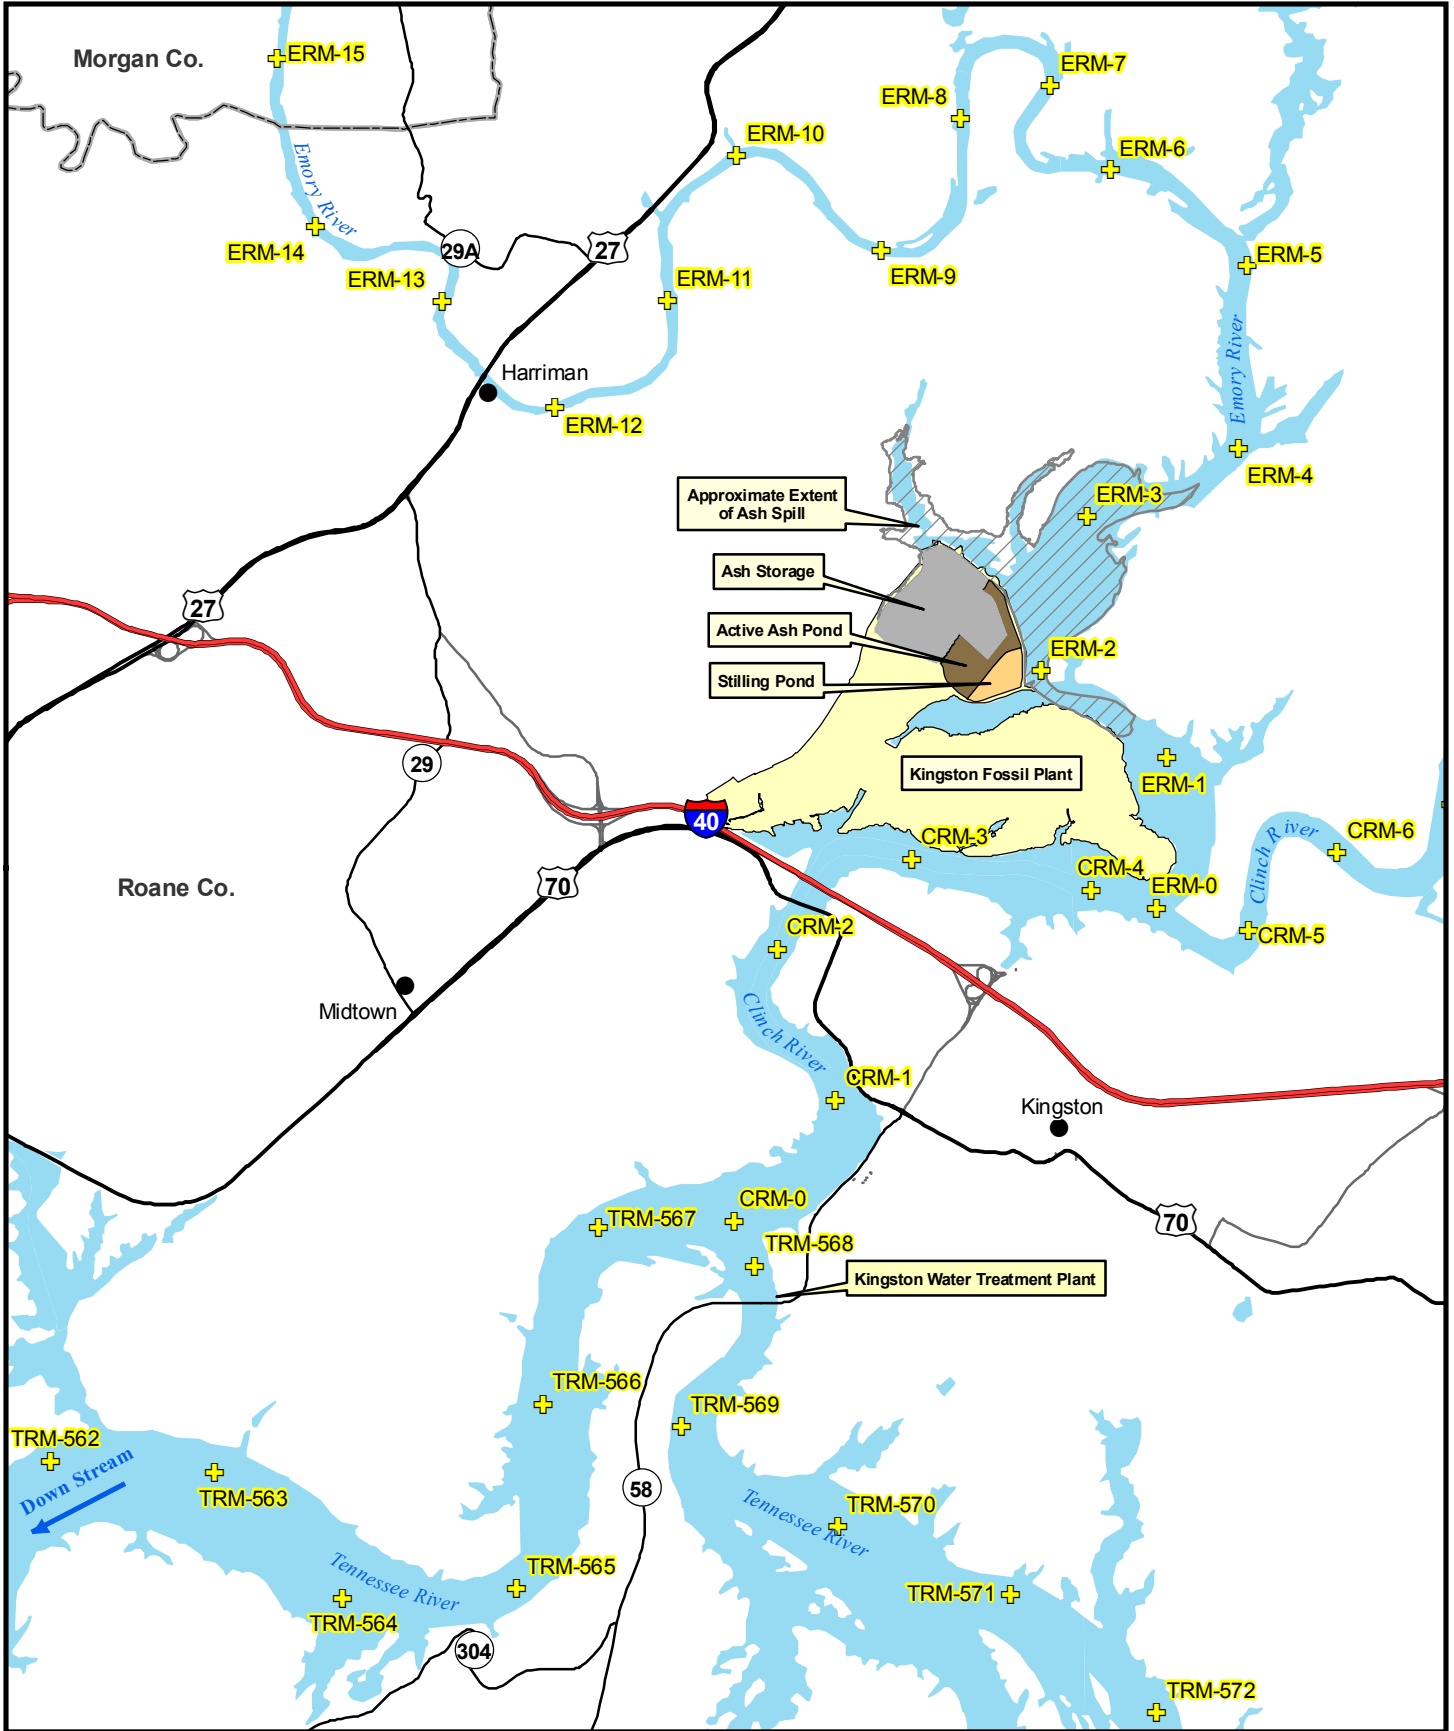 Morgan Co.
ERM-15
ERM-7
ERM-8
ERM-10
ERM-6
Emory River
ERM-14
29A
27
ERM-9
ERM-5
ERM-13
ERM-11
Emory River
Harriman
ERM-12
ERM-4
Approximate Extent
of Ash Spill
ERM-3
Ash Storage
27
Active Ash Pond
ERM-2
Stilling Pond
29
Kingston Fossil Plant
ERM-1
40
CRM-3
Clinch River
CRM-6
Roane Co.
70
CRM-4
ERM-0
CRM-2
CRM-5
Midtown
Clinch River
CRM-1
Kingston
CRM-0
TRM-567
70
TRM-568
Kingston Water Treatment Plant
TRM-566
TRM-569
TRM-562
Down Stream
TRM-563
58
Tennessee River
TRM-570
Tennessee River
TRM-565
TRM-571
TRM-564
304
TRM-572